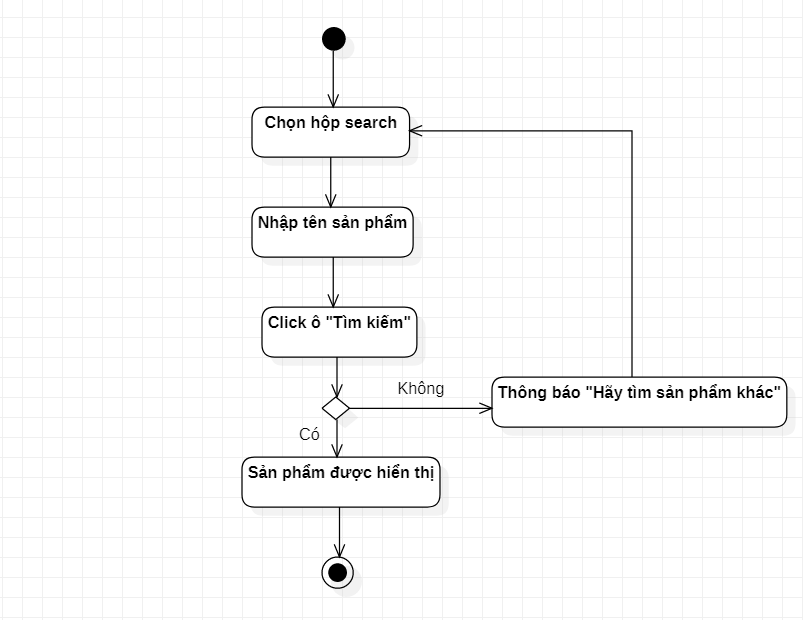 Chọn hộp search
Nhập tên sản phẩm
Click ô "Tìm kiếm"
Không
Thông báo "Hãy tìm sản phẩm khác"
Có
Sản phẩm được hiển thị